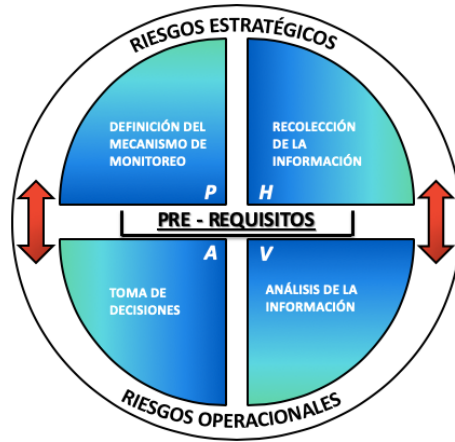 RIESGOS ESTRATÉGICOS
DEFINICIÓN DEL
MECANISMO DE
MONITOREO
P
RECOLECCIÓN
DE LA
INFORMACIÓN
H
PRE - REQUISITOS
A
TOMA DE
DECISIONES
V
ANÁLISIS DE LA
INFORMACIÓN
RIESGOS OPERACIONALES